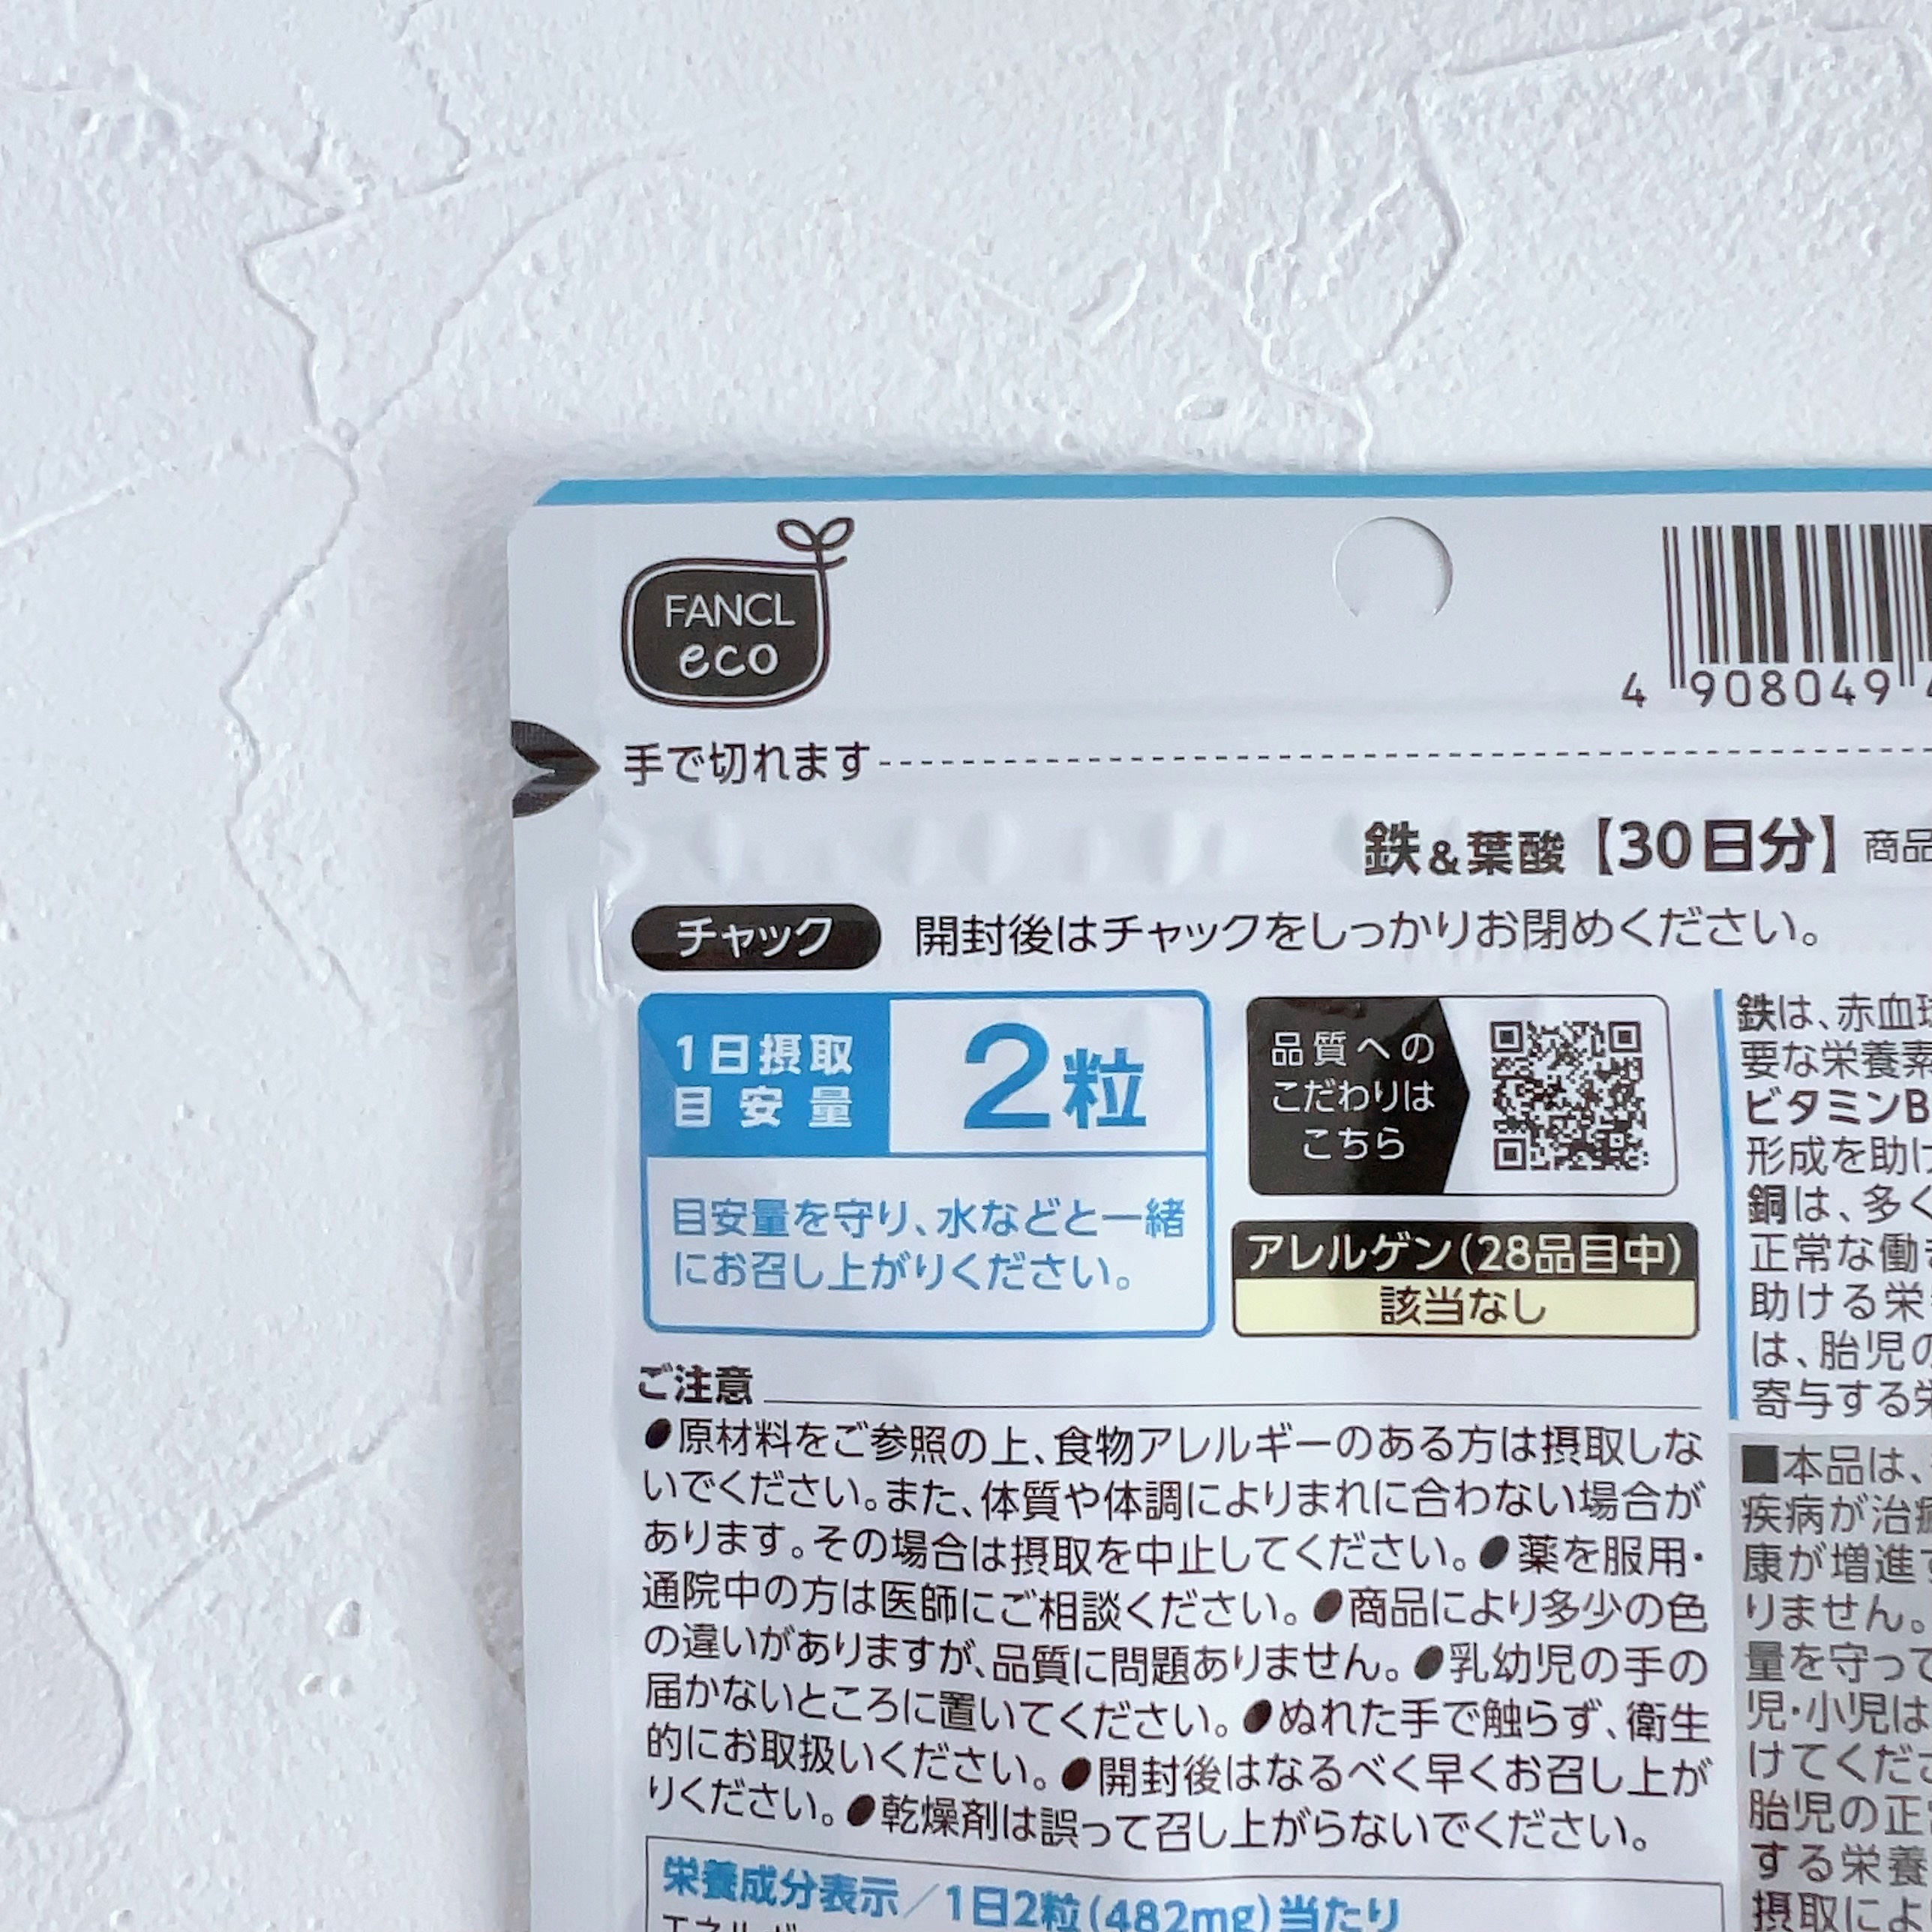 FANCL
eco
4 908049
手で切れます
鉄&葉酸【30日分】商品
チャック 開封後はチャックをしっかりお閉めください。
1日摂取
目安量
2粒
目安量を守り、水などと一緒
にお召し上がりください。
品質への
こだわりは
こちら
アレルゲン(28品目中)
該当なし
ご注意
●原材料をご参照の上、食物アレルギーのある方は摂取しな
いでください。また、体質や体調によりまれに合わない場合が
あります。その場合は摂取を中止してください。●薬を服用・
通院中の方は医師にご相談ください。●商品により多少の色
の違いがありますが、品質に問題ありません。●乳幼児の手の
届かないところに置いてください。●ぬれた手で触らず、衛生
的にお取扱いください。●開封後はなるべく早くお召し上が
りください。●乾燥剤は誤って召し上がらないでください。
栄養成分表示/1日2粒(482mg)当たり
鉄は、赤血
要な栄養
ビタミンB
形成を助け
銅は、多く
正常な働
助ける栄
は、胎児の
寄与する
■本品は、
疾病が治
康が増進
りません。
量を守って
児・小児は
けてくだ
胎児の正
する栄養
摂取によ